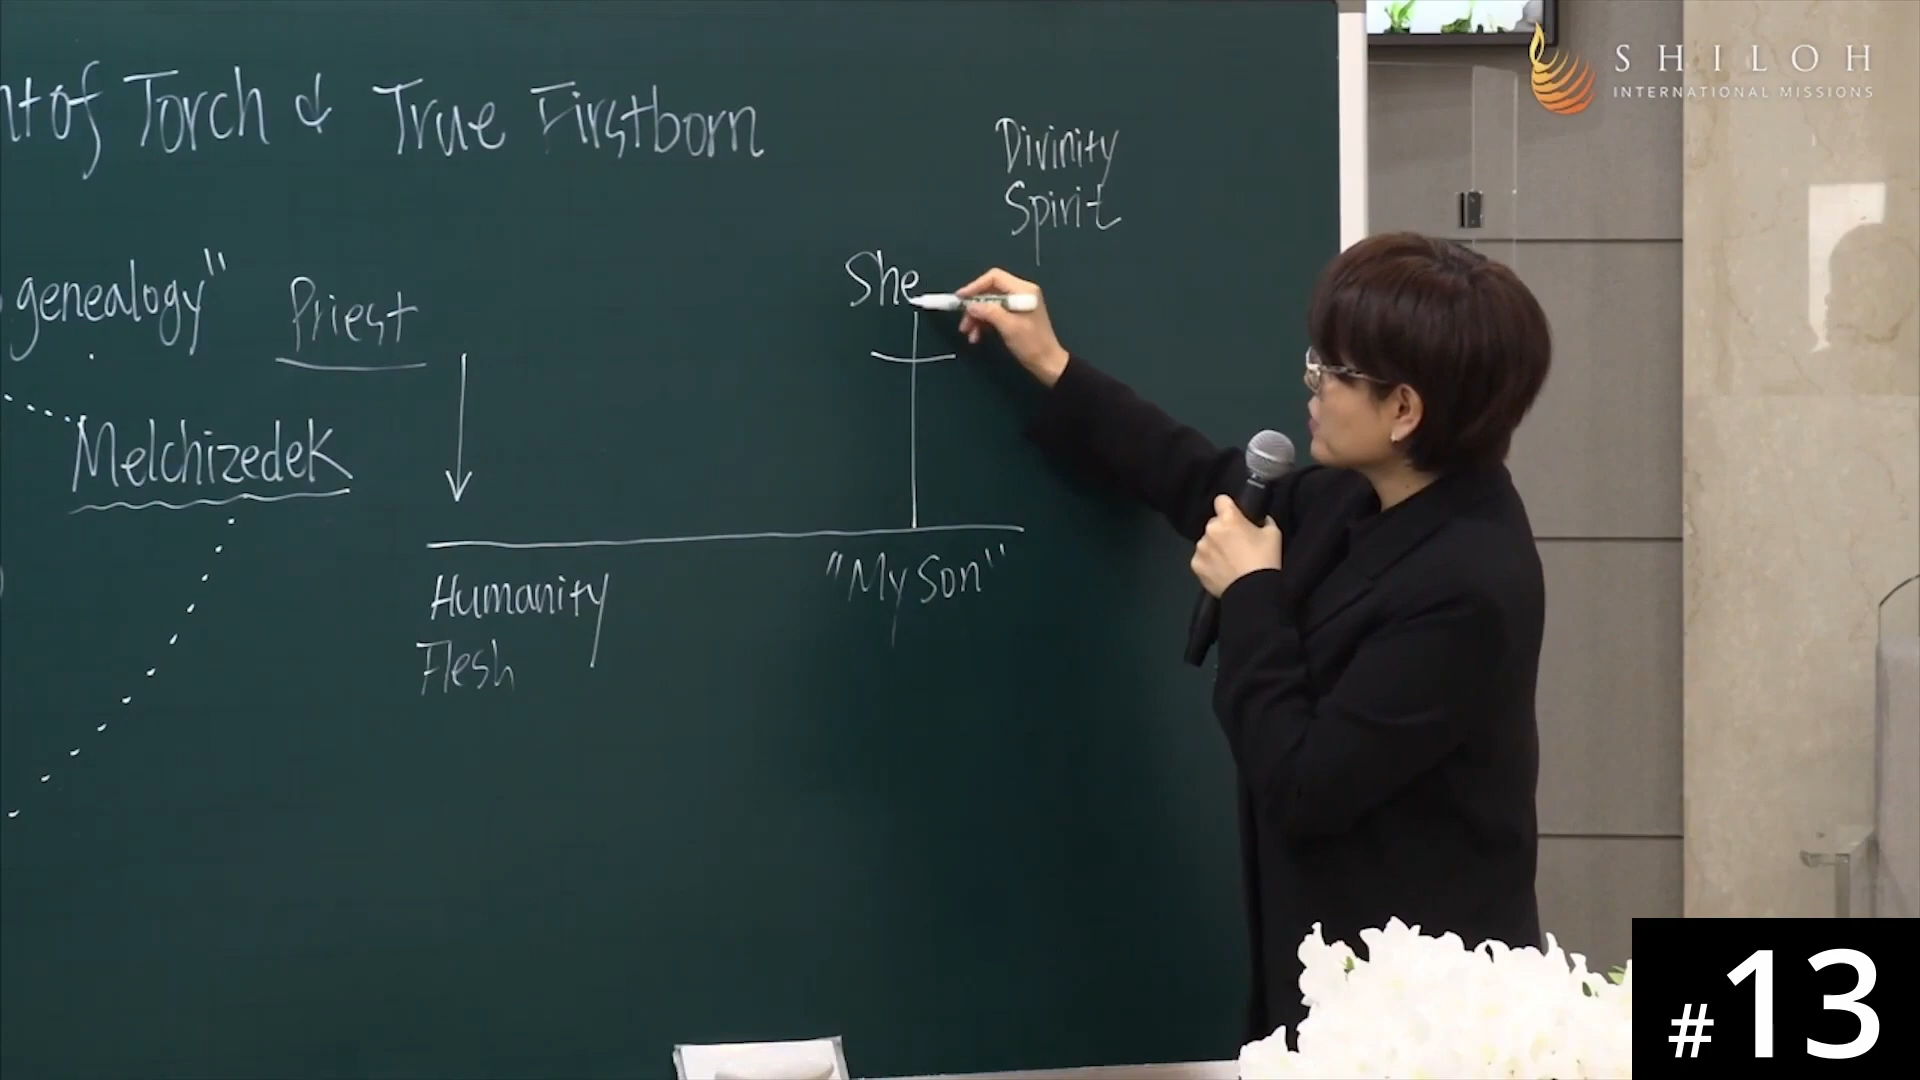 nt of Torch & True Firstborn
Divinity
Spirit
She
genealogy" Priest
Melchizedek
Humanity
Flesh
"My Son"
SHILOH
INTERNATIONAL MISSIONS
#13